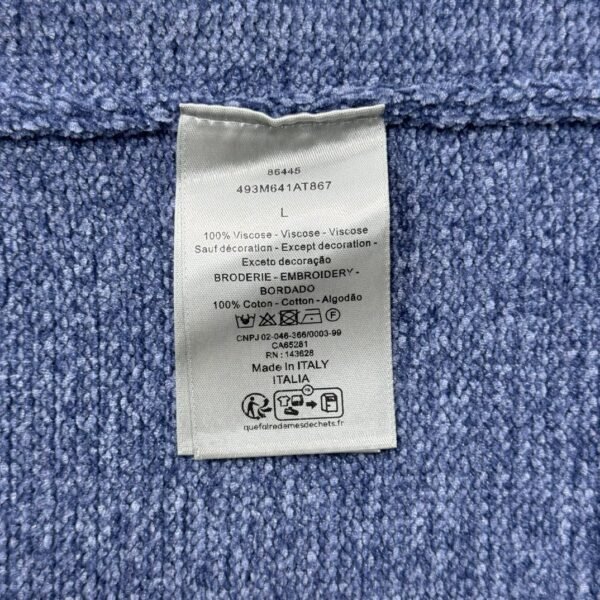 86445
493M641AT867
L
100% Viscose - Viscose - Viscose
Sauf décoration - Except decoration -
Exceto decoração
BRODERIE - EMBROIDERY -
BORDADO
100% Coton - Cotton - Algodão
F
CNPJ 02-046-366/0003-99
CA65281
RN : 143628
Made In ITALY
ITALIA
FR
quefairedemesdechets.fr